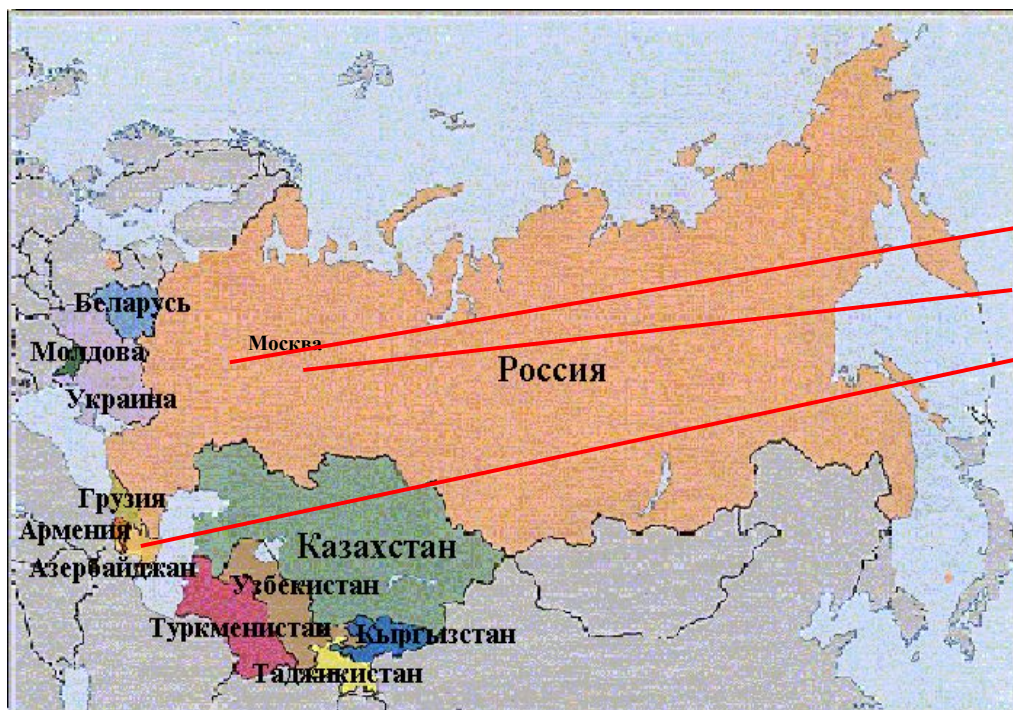 Беларусь
Москва
Молдова
Россия
Украина
Грузия
Армения
Казахстан
Азербайджан
Узбекистан
Туркменистан
Кыргызстан
Таджикистан